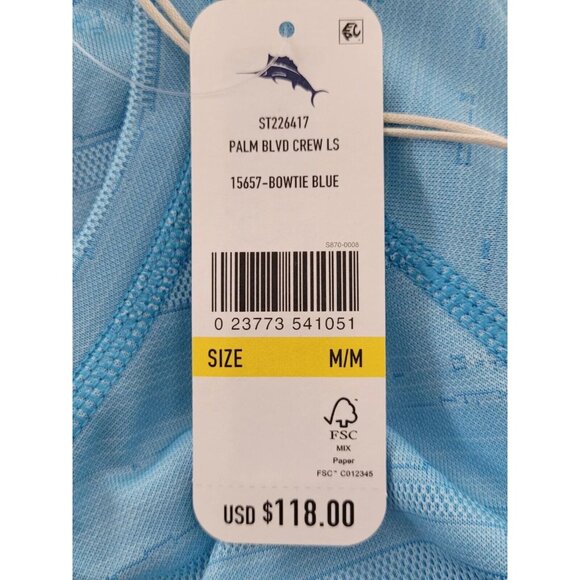 ST226417
PALM BLVD CREW LS
15657-BOWTIE BLUE
S870-0008
0 23773 541051
SIZE M/M
FSC
MIX
Paper
FSC™ C012345
USD $118.00